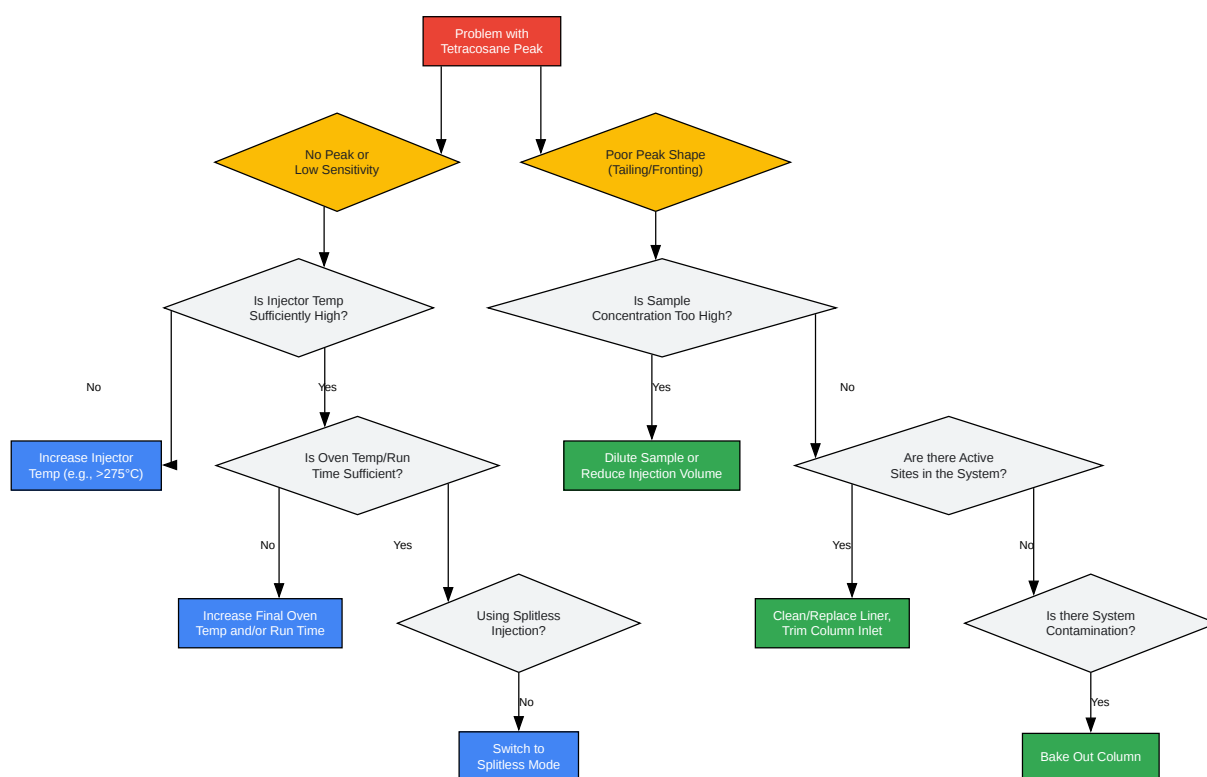 Problem with
Tetracosane Peak
No Peak or
Low Sensitivity
Poor Peak Shape
(Tailing/Fronting)
Is Injector Temp
Sufficiently High?
Is Sample
Concentration Too High?
No
Yes
Yes
No
Increase Injector
Temp (e.g., >275°C)
Is Oven Temp/Run
Time Sufficient?
Dilute Sample or
Reduce Injection Volume
Are there Active
Sites in the System?
No
Yes
Yes
No
Increase Final Oven
Temp and/or Run Time
Using Splitless
Injection?
Clean/Replace Liner,
Trim Column Inlet
Is there System
Contamination?
No
Yes
Switch to
Splitless Mode
Bake Out Column